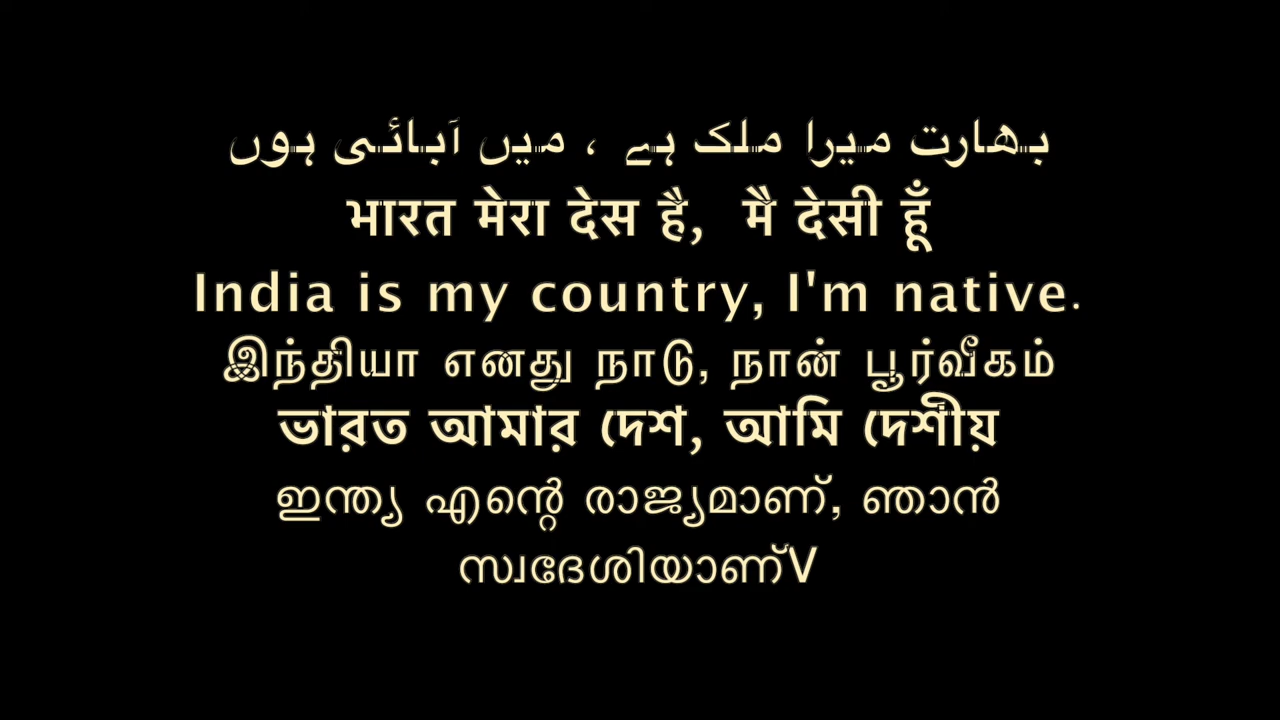 بھارت میرا ملک ہے ، میں آبائی ہوں
भारत मेरा देस है, मै देसी हूँ
India is my country, I'm native.
இந்தியா எனது நாடு, நான் பூர்வீகம்
ভারত আমার দেশ, আমি দেশীয়
ഇന്ത്യ എന്റെ രാജ്യമാണ്, ഞാൻ
സ്വദേശിയാണ്V